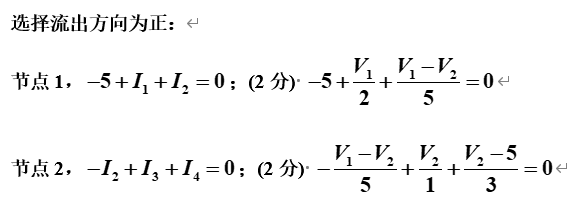 选择流出方向为正：
节点 1，−5 + I₁ + I₂ = 0；(2 分) −5 + V₁/2 + (V₁ − V₂)/5 = 0
节点 2，−I₂ + I₃ + I₄ = 0；(2 分) −(V₁ − V₂)/5 + V₂/1 + (V₂ − 5)/3 = 0